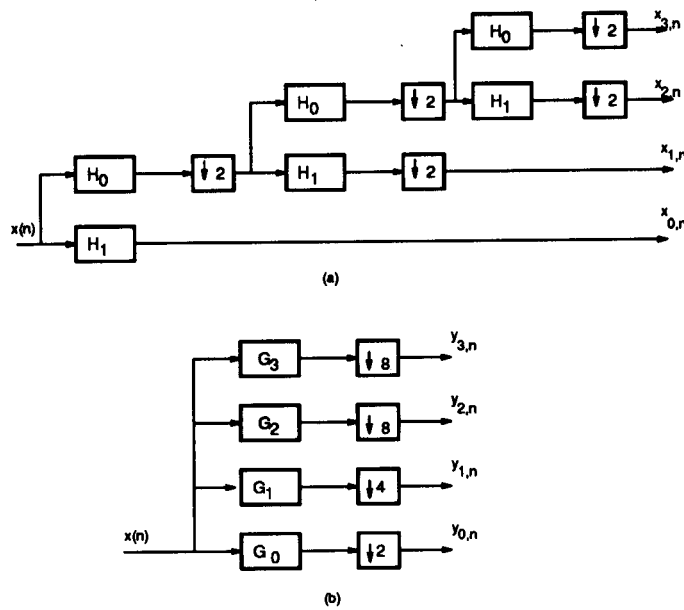 H0 ↓ 2 x3,n
H0 ↓ 2 H1 ↓ 2 x2,n
H0 ↓ 2 H1 ↓ 2 x1,n
x(n) H1 x0,n
(a)
G3 ↓ 8 y3,n
G2 ↓ 8 y2,n
G1 ↓4 y1,n
x(n) G0 ↓2 y0,n
(b)